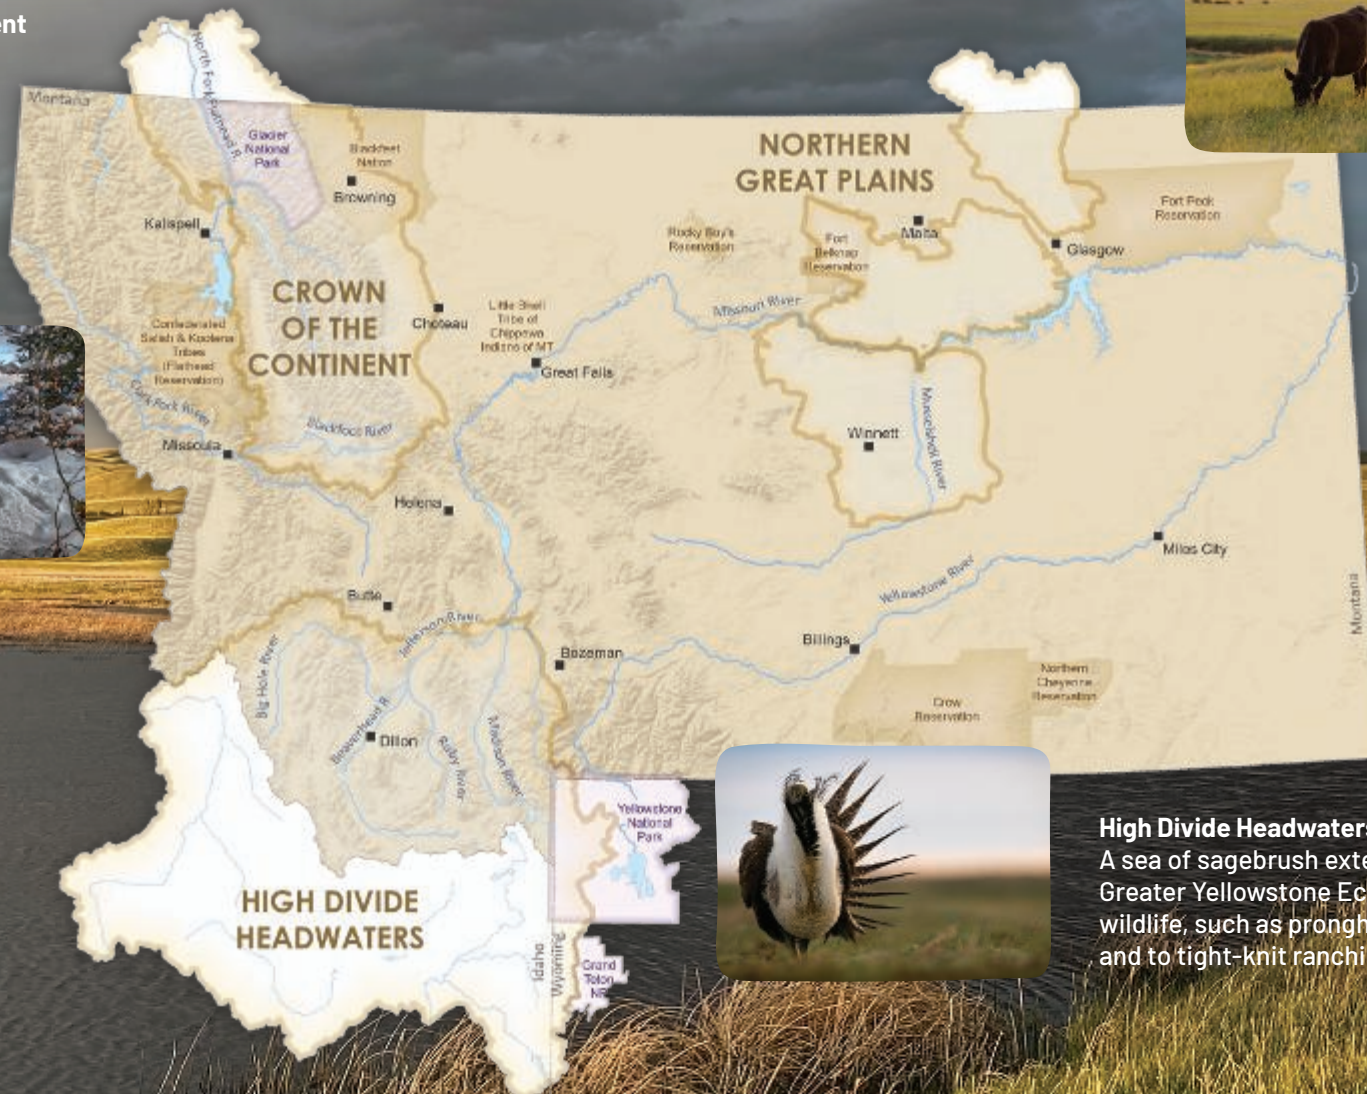 ent
Montana
North Fork Flathead R.
Glacier
National
Park
Blackfeet
Nation
Browning
Kalispell
CROWN
OF THE
CONTINENT
Choteau
Confederated
Salish & Kootenai
Tribes
(Flathead
Reservation)
Clark Fork River
Missoula
Blackfoot River
Little Shell
Tribe of
Chippewa
Indians of MT
Great Falls
Helena
NORTHERN
GREAT PLAINS
Rocky Boy's
Reservation
Fort
Belknap
Reservation
Malta
Glasgow
Fort Peck
Reservation
Missouri River
Winnett
Musselshell River
Miles City
Yellowstone River
Billings
Montana
Butte
Jefferson River
Bozeman
Big Hole River
Beaverhead R.
Dillon
Ruby River
Madison River
Crow
Reservation
Northern
Cheyenne
Reservation
Yellowstone
National
Park
HIGH DIVIDE
HEADWATERS
Idaho
Wyoming
Grand
Teton
NP
High Divide Headwaters
A sea of sagebrush exte
Greater Yellowstone Ec
wildlife, such as prongh
and to tight-knit ranchi